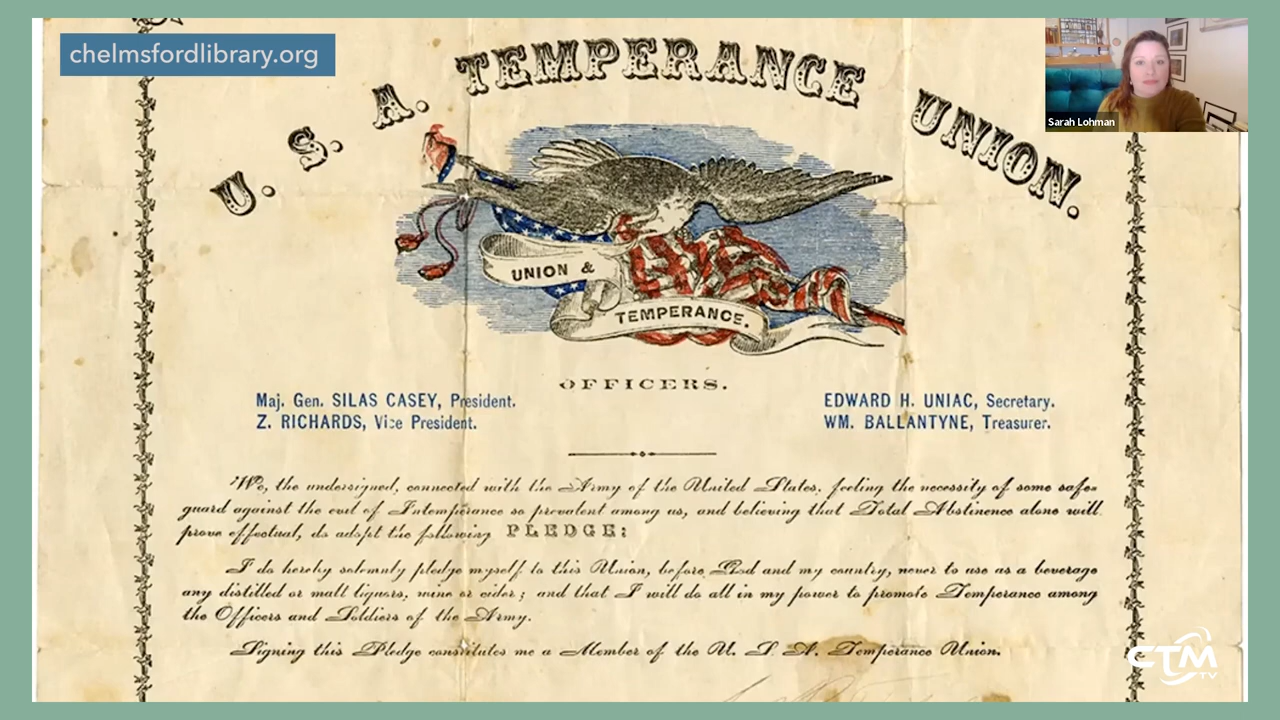 chelmsfordlibrary.org
Sarah Lohman
U. S. A. TEMPERANCE UNION.
UNION &
TEMPERANCE.
OFFICERS.
Maj. Gen. SILAS CASEY, President.
Z. RICHARDS, Vice President.
EDWARD H. UNIAC, Secretary.
WM. BALLANTYNE, Treasurer.
We, the undersigned, connected with the Army of the United States, feeling the necessity of some safe-
guard against the evil of Intemperance so prevalent among us, and believing that Total Abstinence alone will
prove effectual, do adopt the following PLEDGE:
I do hereby solemnly pledge myself to this Union, before God and my country, never to use as a beverage
any distilled or malt liquors, wine or cider; and that I will do all in my power to promote Temperance among
the Officers and Soldiers of the Army.
Signing this Pledge constitutes me a Member of the U. S. A. Temperance Union.
CTM
TV